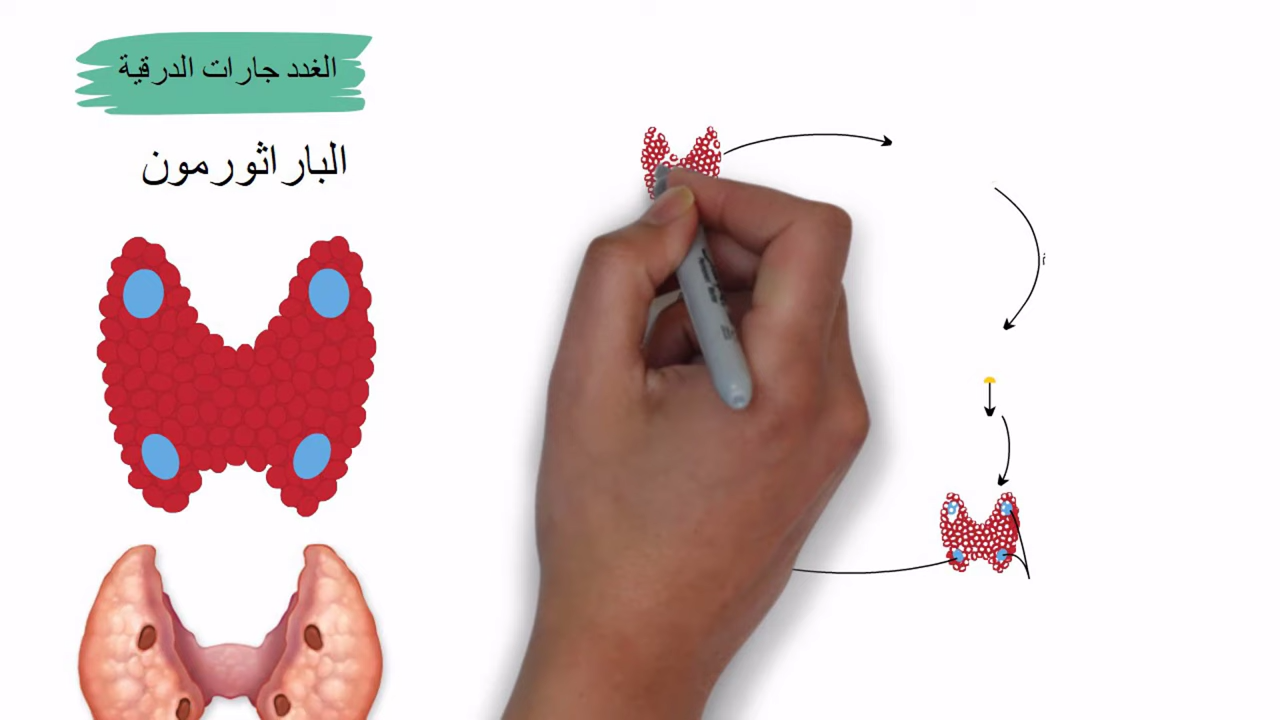 الغدد جارات الدرقية
الباراثورمون